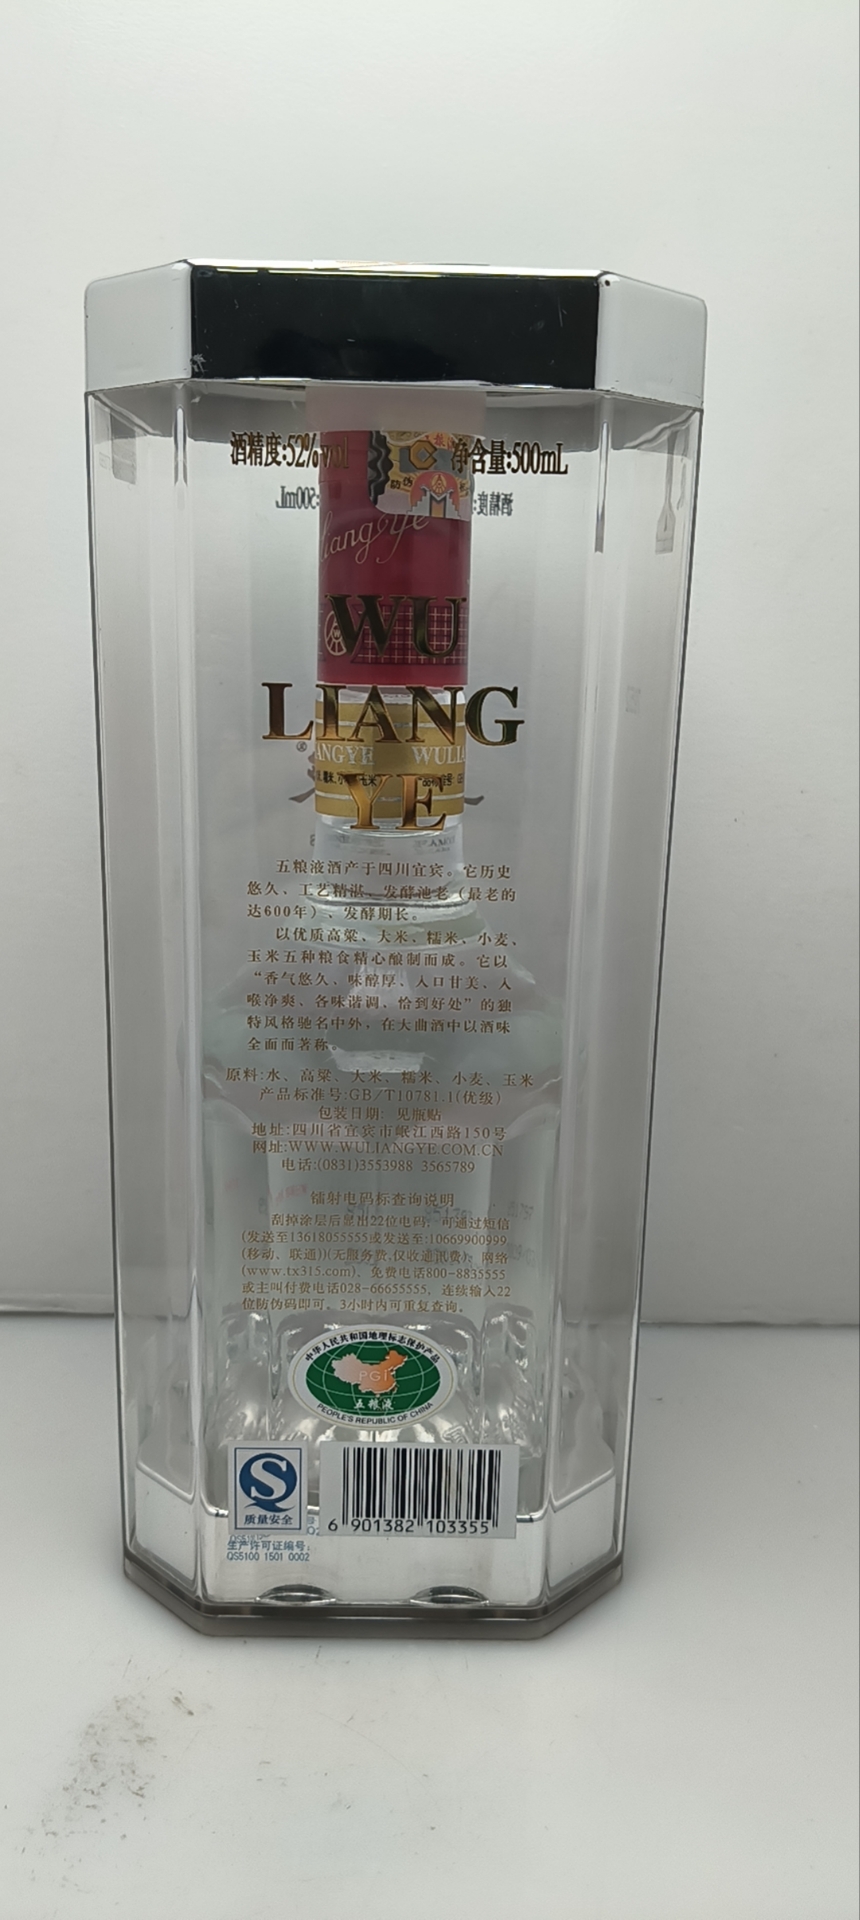 酒精度:52%vol 净含量:500mL
防伪
WU
LIANG
YE
五粮液酒产于四川宜宾。它历史
悠久、工艺精湛、发酵池老（最老的
达600年）、发酵期长。
以优质高粱、大米、糯米、小麦、
玉米五种粮食精心酿制而成。它以
“香气悠久、味醇厚、入口甘美、入
喉净爽、各味谐调、恰到好处”的独
特风格驰名中外，在大曲酒中以酒味
全面而著称。
原料:水、高粱、大米、糯米、小麦、玉米
产品标准号:GB/T10781.1(优级)
包装日期: 见瓶贴
地址:四川省宜宾市岷江西路150号
网址:WWW.WULIANGYE.COM.CN
电话:(0831)3553988 3565789
镭射电码标查询说明
刮掉涂层后显出22位电码；可通过短信
(发送至13618055555或发送至:10669900999
(移动、联通)(无服务费,仅收通讯费)；网络
(www.tx315.com)、免费电话800-8835555
或主叫付费电话028-66655555，连续输入22
位防伪码即可。3小时内可重复查询。
中华人民共和国地理标志保护产品
PGI
五粮液
PEOPLE'S REPUBLIC OF CHINA
质量安全
6 901382 103355
生产许可证编号:
QS5100 1501 0002